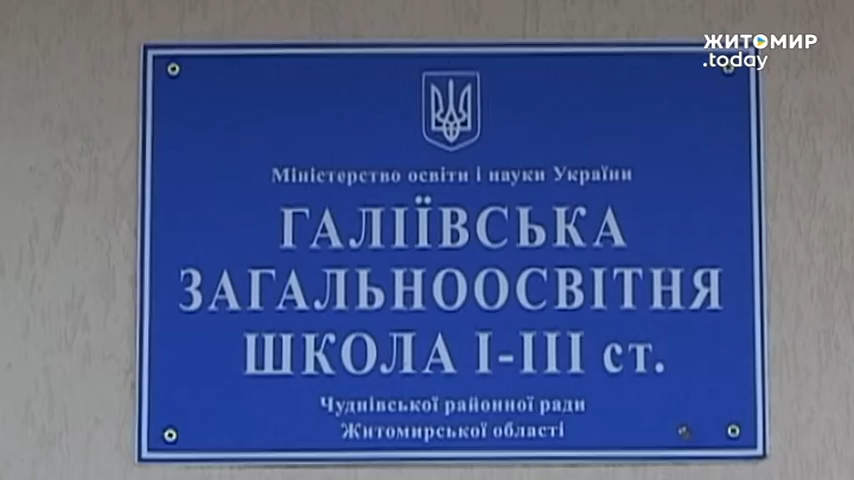 ЖИТОМИР
.today
Міністерство освіти і науки України
ГАЛІЇВСЬКА
ЗАГАЛЬНООСВІТНЯ
ШКОЛА І-ІІІ ст.
Чуднівської районної ради
Житомирської області